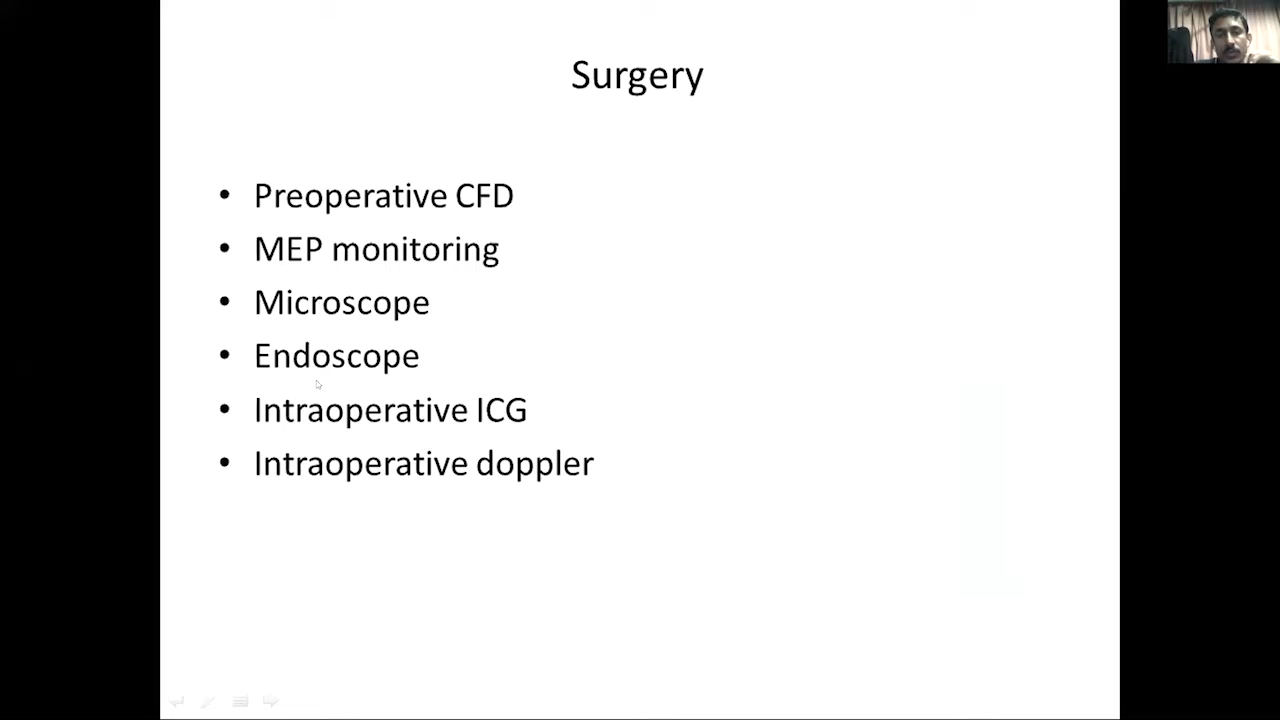 Surgery
• Preoperative CFD
• MEP monitoring
• Microscope
• Endoscope
• Intraoperative ICG
• Intraoperative doppler